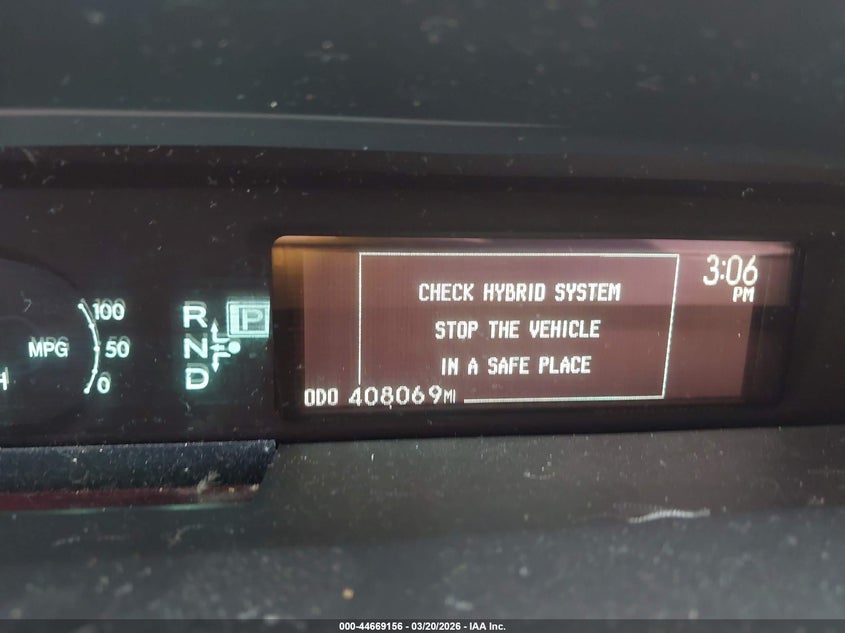 3:06
PM
CHECK HYBRID SYSTEM
STOP THE VEHICLE
IN A SAFE PLACE
ODO 408069MI
100
MPG 50
0
R P
N
D
H
000-44669156 - 03/20/2026 - IAA Inc.